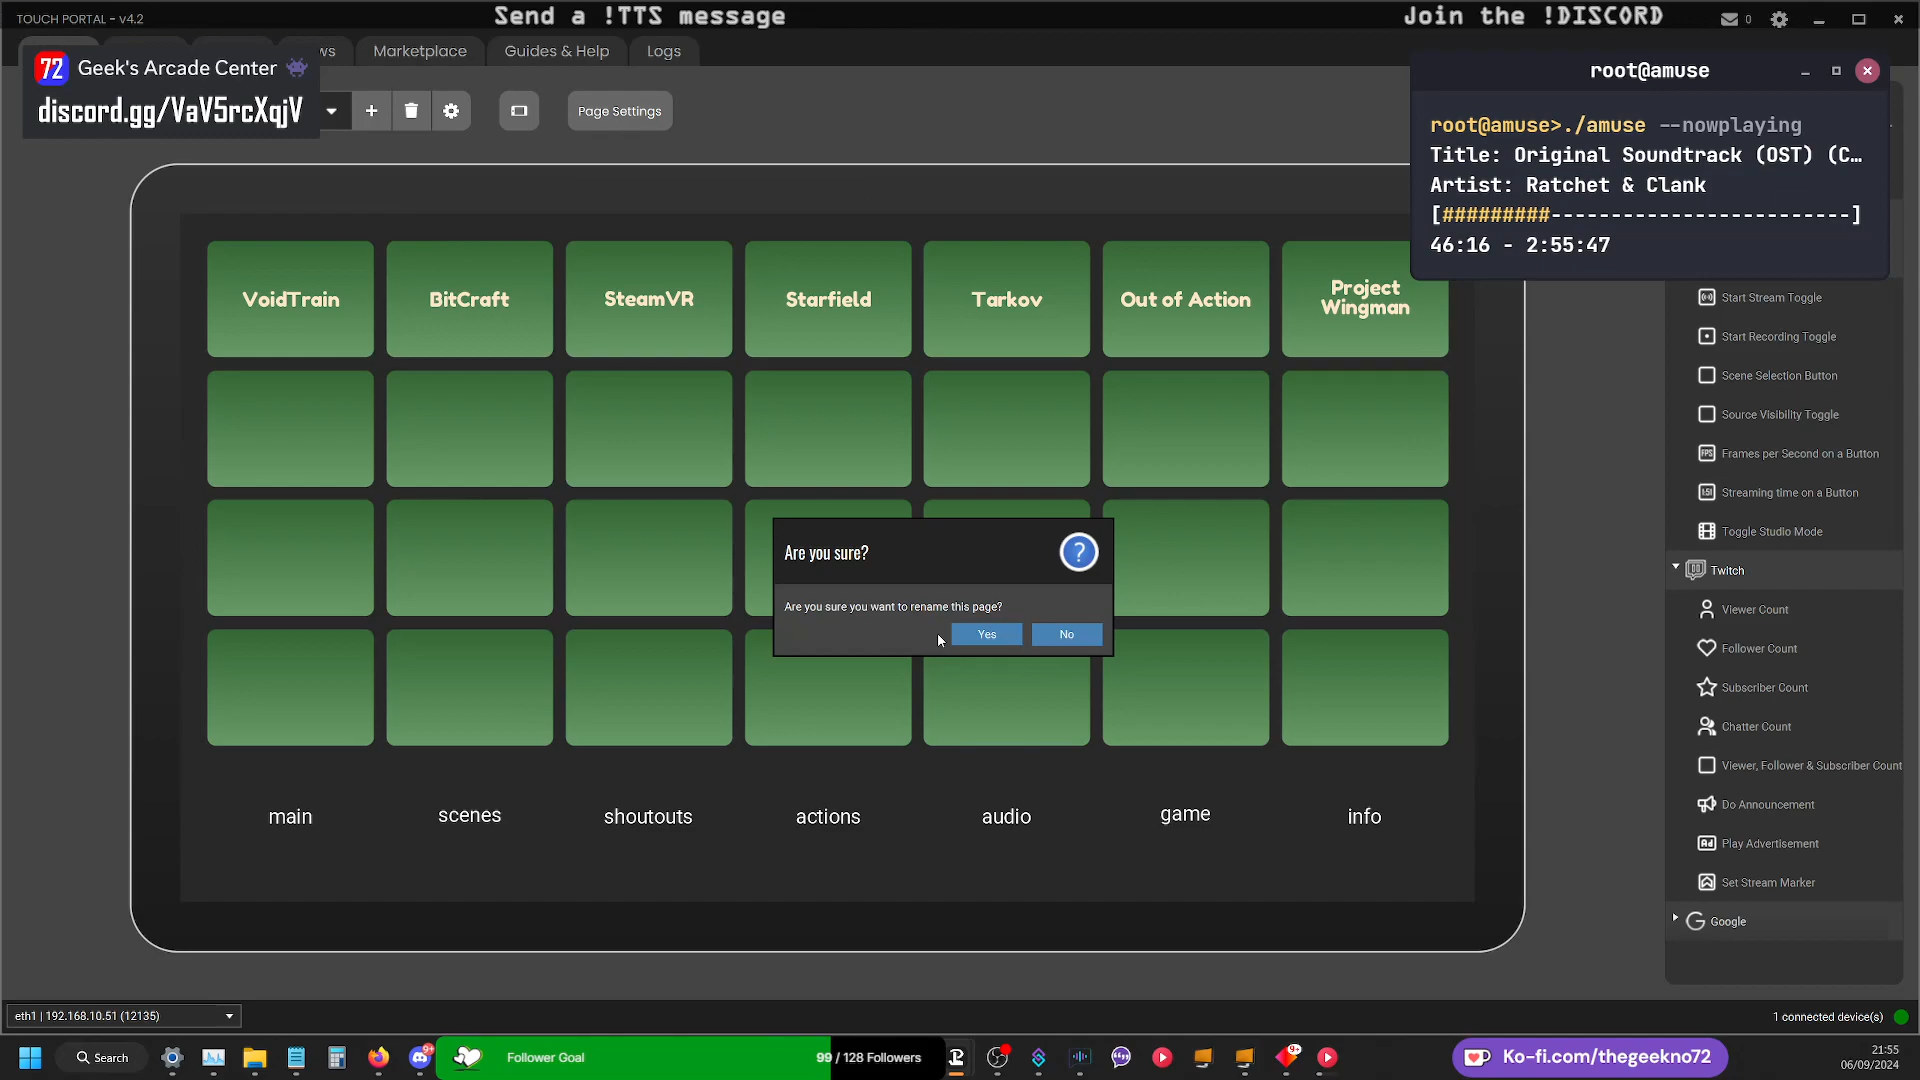 TOUCH PORTAL - v4.2
Send a !TTS message
Join the !DISCORD
0
ws
Marketplace
Guides & Help
Logs
72 Geek's Arcade Center
discord.gg/VaV5rcXqjV
Page Settings
root@amuse
root@amuse>./amuse --nowplaying
Title: Original Soundtrack (OST) (C…
Artist: Ratchet & Clank
[#########-------------------------]
46:16 - 2:55:47
VoidTrain
BitCraft
SteamVR
Starfield
Tarkov
Out of Action
Project
Wingman
Start Stream Toggle
Start Recording Toggle
Scene Selection Button
Source Visibility Toggle
FPS Frames per Second on a Button
Streaming time on a Button
Toggle Studio Mode
Twitch
Viewer Count
Follower Count
Subscriber Count
Chatter Count
Viewer, Follower & Subscriber Count
Do Announcement
Ad Play Advertisement
Set Stream Marker
Google
Are you sure?
?
Are you sure you want to rename this page?
Yes
No
main
scenes
shoutouts
actions
audio
game
info
eth1 | 192.168.10.51 (12135)
1 connected device(s)
Search
9+
Follower Goal
99 / 128 Followers
9+
Ko-fi.com/thegeekno72
21:55
06/09/2024